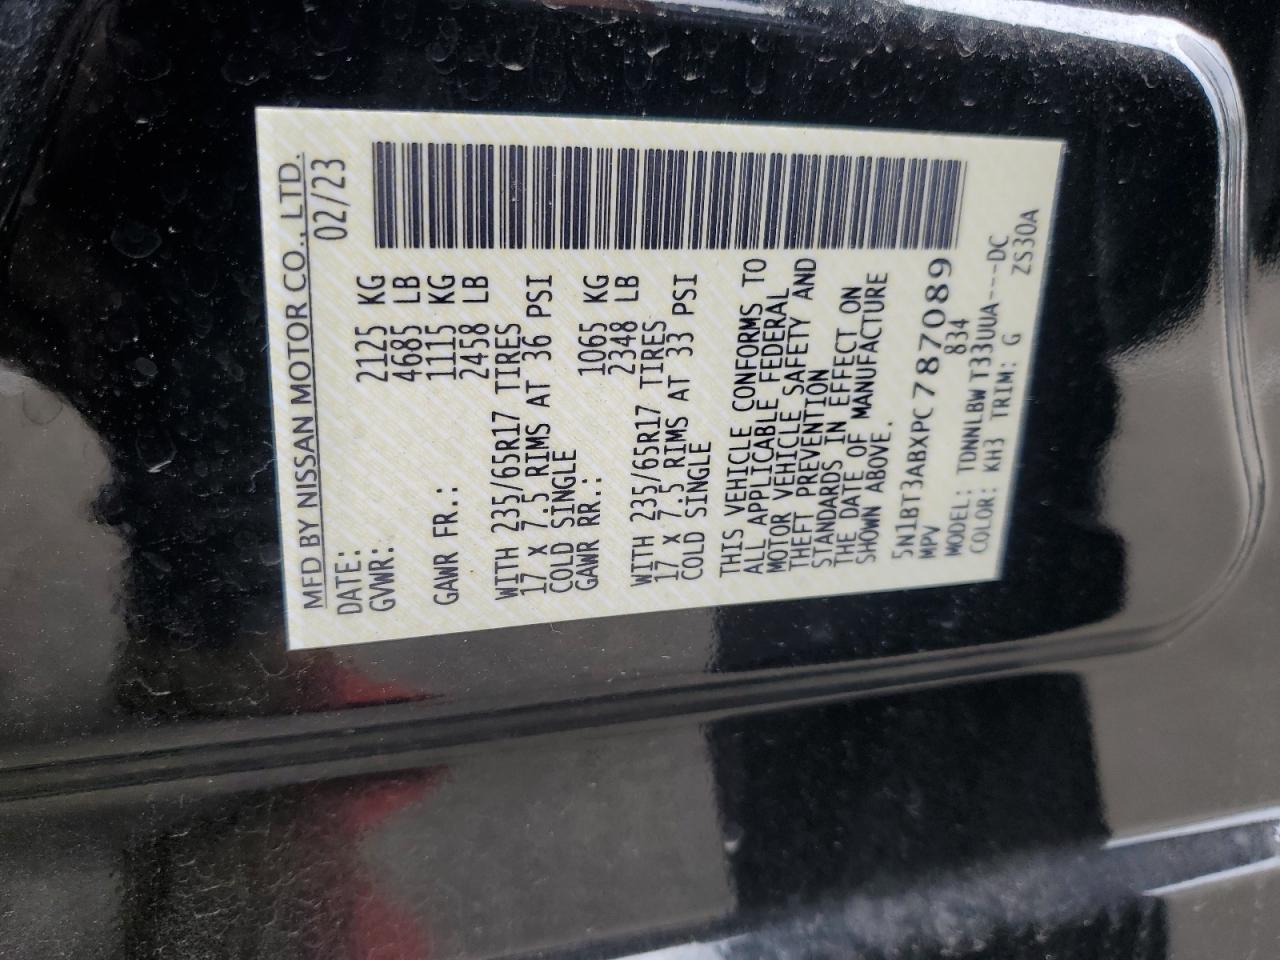 MFD BY NISSAN MOTOR CO., LTD.
DATE: 02/23
GVWR: 2125 KG
4685 LB
GAWR FR.: 1115 KG
2458 LB
WITH 235/65R17 TIRES
17 X 7.5 RIMS AT 36 PSI
COLD SINGLE
GAWR RR.: 1065 KG
2348 LB
WITH 235/65R17 TIRES
17 X 7.5 RIMS AT 33 PSI
COLD SINGLE
THIS VEHICLE CONFORMS TO
ALL APPLICABLE FEDERAL
MOTOR VEHICLE SAFETY AND
THEFT PREVENTION
STANDARDS IN EFFECT ON
THE DATE OF MANUFACTURE
SHOWN ABOVE.
5N1BT3ABXPC787089
MPV 834
MODEL: TDNNLBWT33UUA---DC
COLOR: KH3 TRIM: G ZS30A